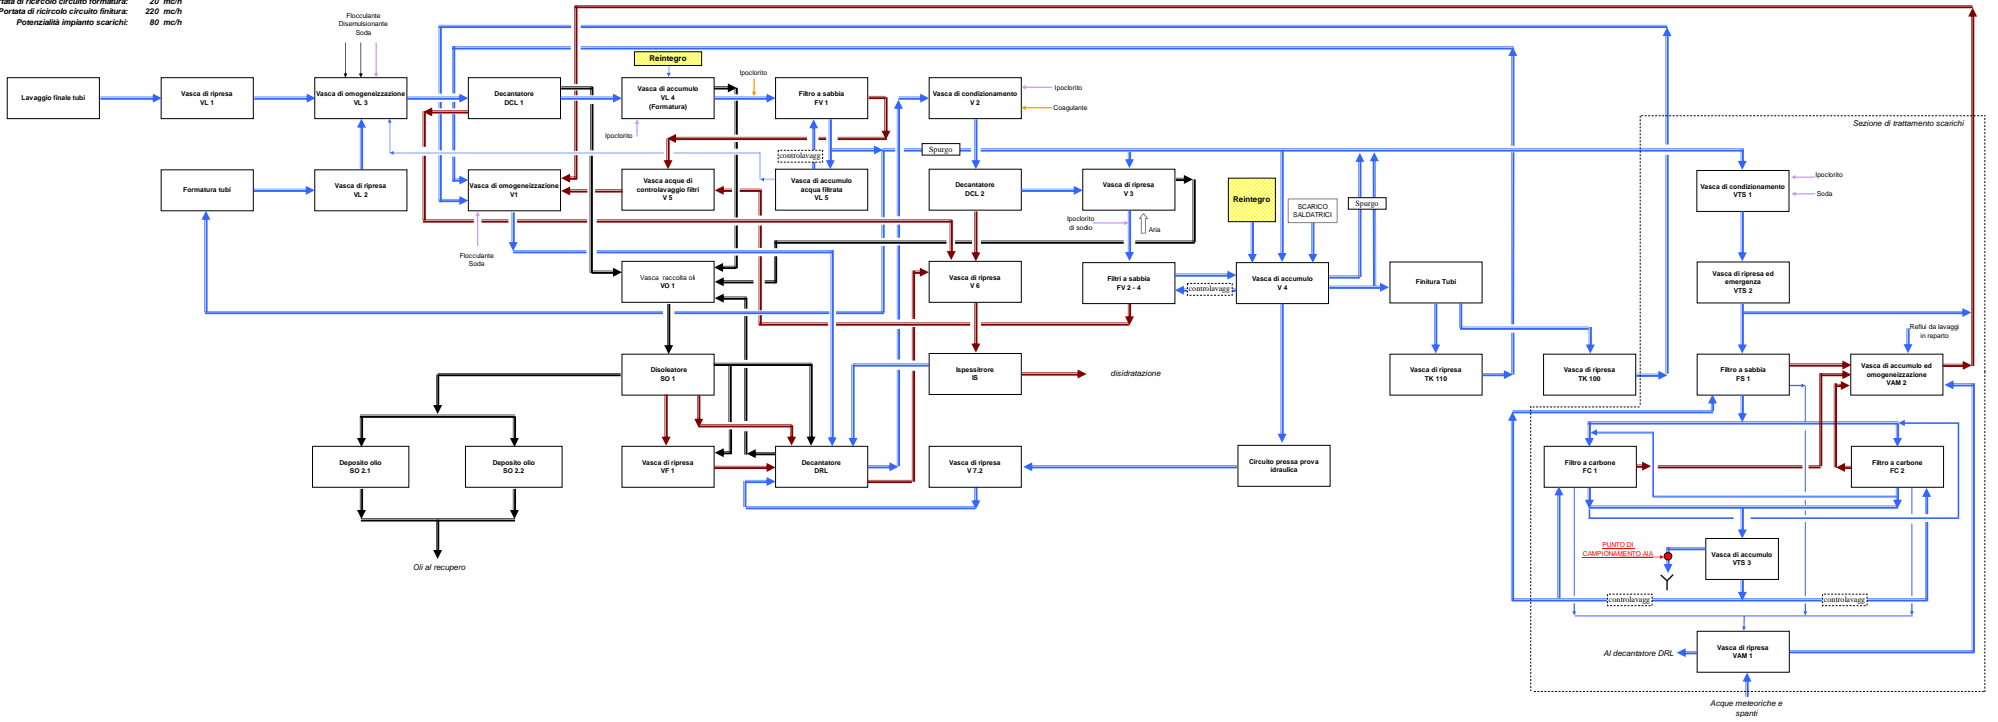 Portata di ricircolo circuito formatura: 20 mc/h
Portata di ricircolo circuito finitura: 220 mc/h
Potenzialità impianto scarichi: 80 mc/h
Flocculante
Disemulsionante
Soda
Reintegro
Ipoclorito
Lavaggio finale tubi
Vasca di ripresa
VL 1
Vasca di omogeneizzazione
VL 3
Decantatore
DCL 1
Vasca di accumulo
VL 4
(Formatura)
Filtro a sabbia
FV 1
Vasca di condizionamento
V 2
Ipoclorito
Coagulante
Ipoclorito
Sezione di trattamento scarichi
controlavagg
Spurgo
Formatura tubi
Vasca di ripresa
VL 2
Vasca di omogeneizzazione
V1
Vasca acque di
controlavaggio filtri
V 5
Vasca di accumulo
acqua filtrata
VL 5
Decantatore
DCL 2
Vasca di ripresa
V 3
Reintegro
SCARICO
SALDATRICI
Spurgo
Vasca di condizionamento
VTS 1
Ipoclorito
Soda
Ipoclorito
di sodio
Aria
Flocculante
Soda
Vasca raccolta oli
VO 1
Vasca di ripresa
V 6
Filtri a sabbia
FV 2 - 4
controlavagg
Vasca di accumulo
V 4
Finitura Tubi
Vasca di ripresa ed
emergenza
VTS 2
Reflui da lavaggi
in reparto
Disoleatore
SO 1
Ispessitrore
IS
disidratazione
Vasca di ripresa
TK 110
Vasca di ripresa
TK 100
Filtro a sabbia
FS 1
Vasca di accumulo ed
omogeneizzazione
VAM 2
Deposito olio
SO 2.1
Deposito olio
SO 2.2
Vasca di ripresa
VF 1
Decantatore
DRL
Vasca di ripresa
V 7.2
Circuito pressa prova
idraulica
Filtro a carbone
FC 1
Filtro a carbone
FC 2
PUNTO DI
CAMPIONAMENTO AIA
Vasca di accumulo
VTS 3
Oli al recupero
controlavagg
controlavagg
Al decantatore DRL
Vasca di ripresa
VAM 1
Acque meteoriche e
spanti